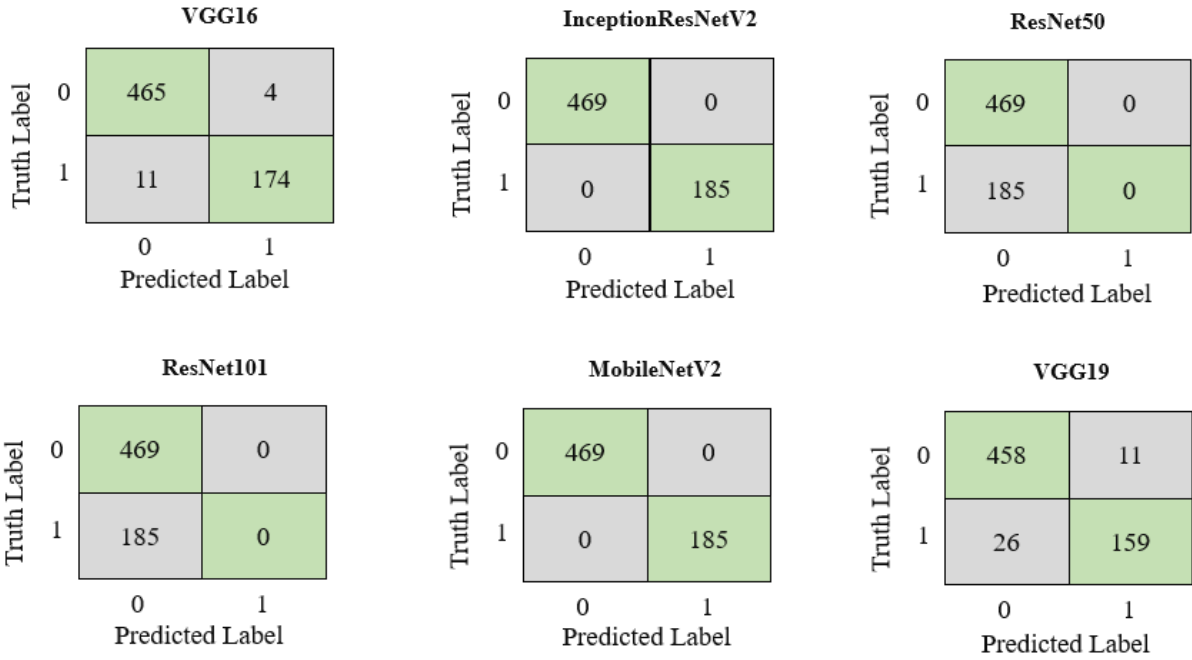 VGG16
Truth Label
0 465 4
1 11 174
0 1
Predicted Label
InceptionResNetV2
Truth Label
0 469 0
1 0 185
0 1
Predicted Label
ResNet50
Truth Label
0 469 0
1 185 0
0 1
Predicted Label
ResNet101
Truth Label
0 469 0
1 185 0
0 1
Predicted Label
MobileNetV2
Truth Label
0 469 0
1 0 185
0 1
Predicted Label
VGG19
Truth Label
0 458 11
1 26 159
0 1
Predicted Label